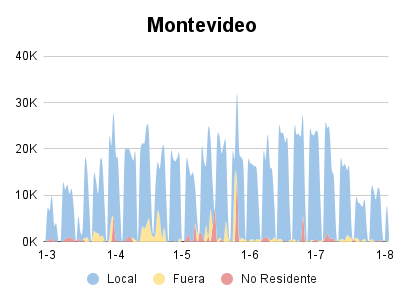 Montevideo
40K
30K
20K
10K
0K
1-3 1-4 1-5 1-6 1-7 1-8
Local Fuera No Residente